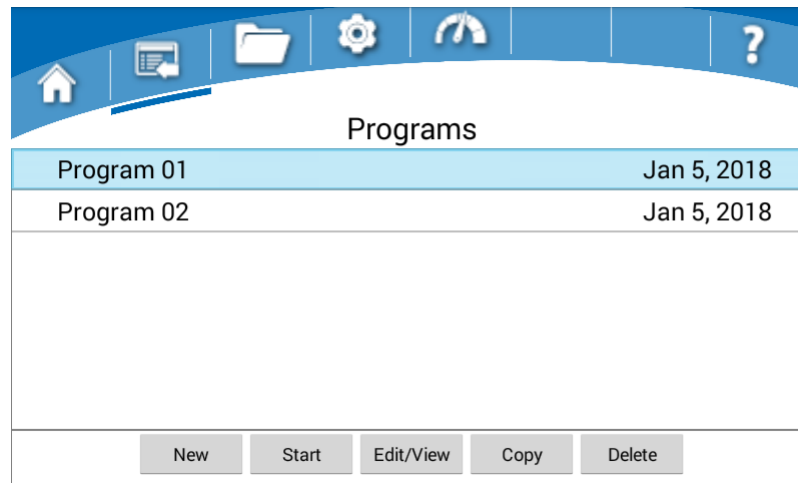 ?
Programs
Program 01 Jan 5, 2018
Program 02 Jan 5, 2018
New Start Edit/View Copy Delete